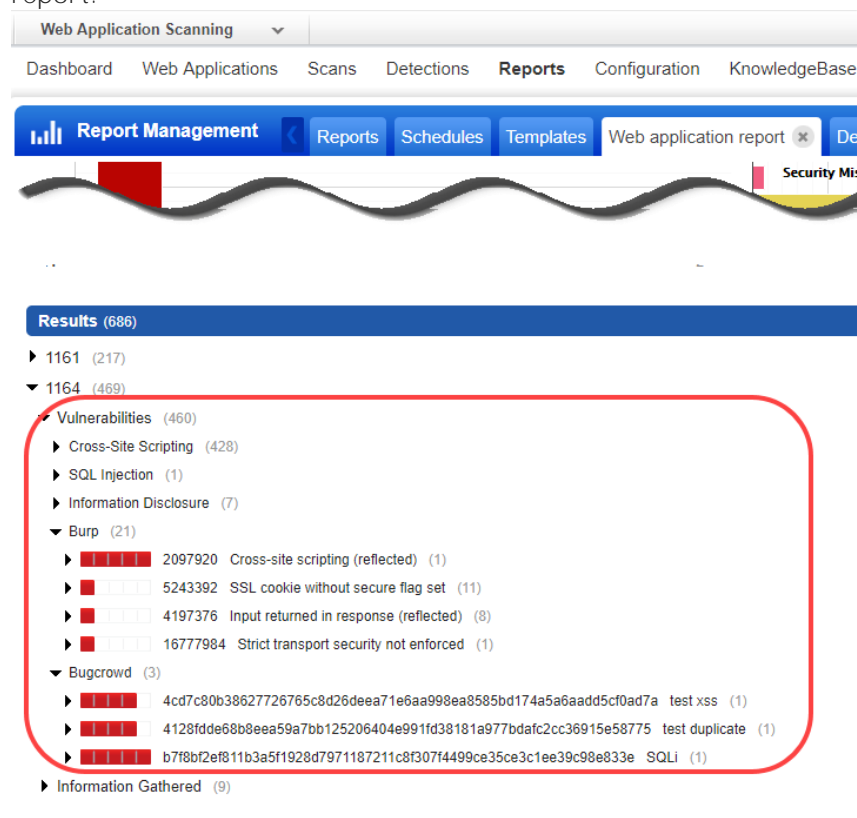 report.
Web Application Scanning
Dashboard Web Applications Scans Detections Reports Configuration KnowledgeBase
Report Management Reports Schedules Templates Web application report De
Security Mis
Results (686)
1161 (217)
1164 (469)
Vulnerabilities (460)
Cross-Site Scripting (428)
SQL Injection (1)
Information Disclosure (7)
Burp (21)
2097920 Cross-site scripting (reflected) (1)
5243392 SSL cookie without secure flag set (11)
4197376 Input returned in response (reflected) (8)
16777984 Strict transport security not enforced (1)
Bugcrowd (3)
4cd7c80b38627726765c8d26deea71e6aa998ea8585bd174a5a6aadd5cf0ad7a test xss (1)
4128fdde68b8eea59a7bb125206404e991fd38181a977bdafc2cc36915e58775 test duplicate (1)
b7f8bf2ef811b3a5f1928d7971187211c8f307f4499ce35ce3c1ee39c98e833e SQLi (1)
Information Gathered (9)